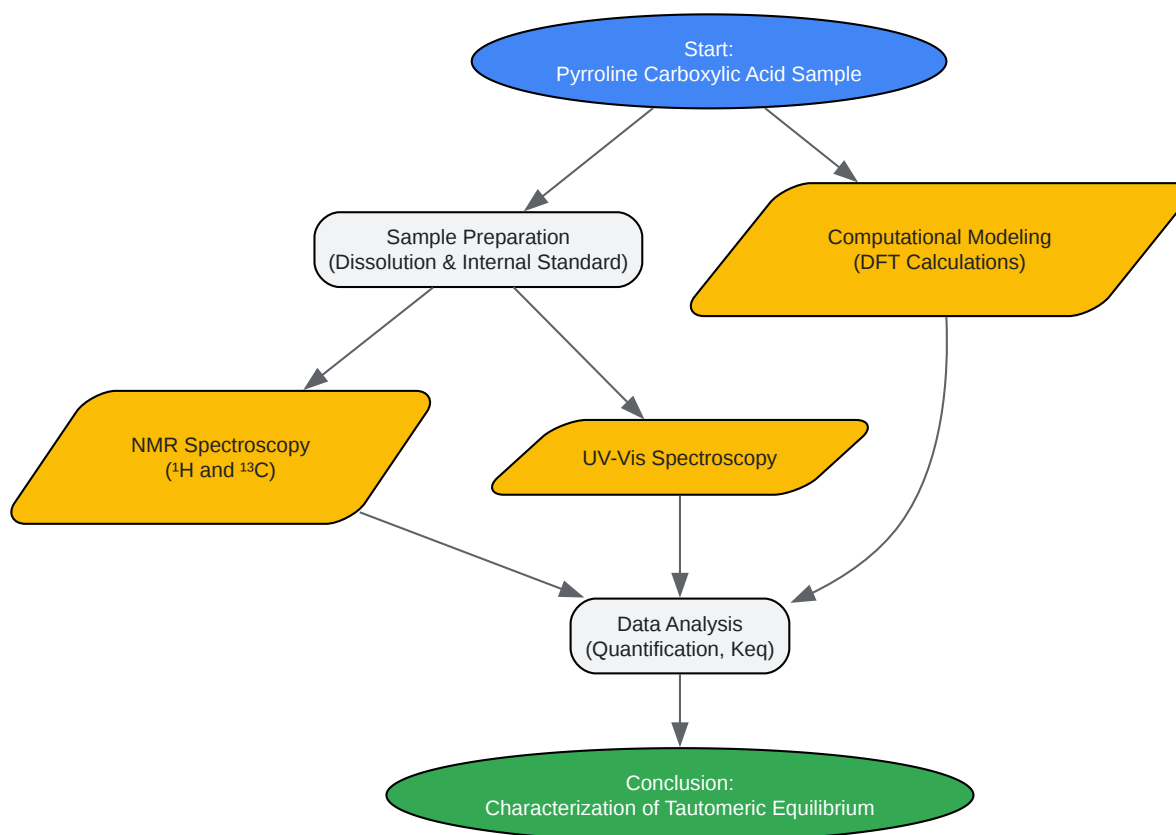 Start:
Pyrroline Carboxylic Acid Sample
Sample Preparation
(Dissolution & Internal Standard)
Computational Modeling
(DFT Calculations)
NMR Spectroscopy
(¹H and ¹³C)
UV-Vis Spectroscopy
Data Analysis
(Quantification, Keq)
Conclusion:
Characterization of Tautomeric Equilibrium